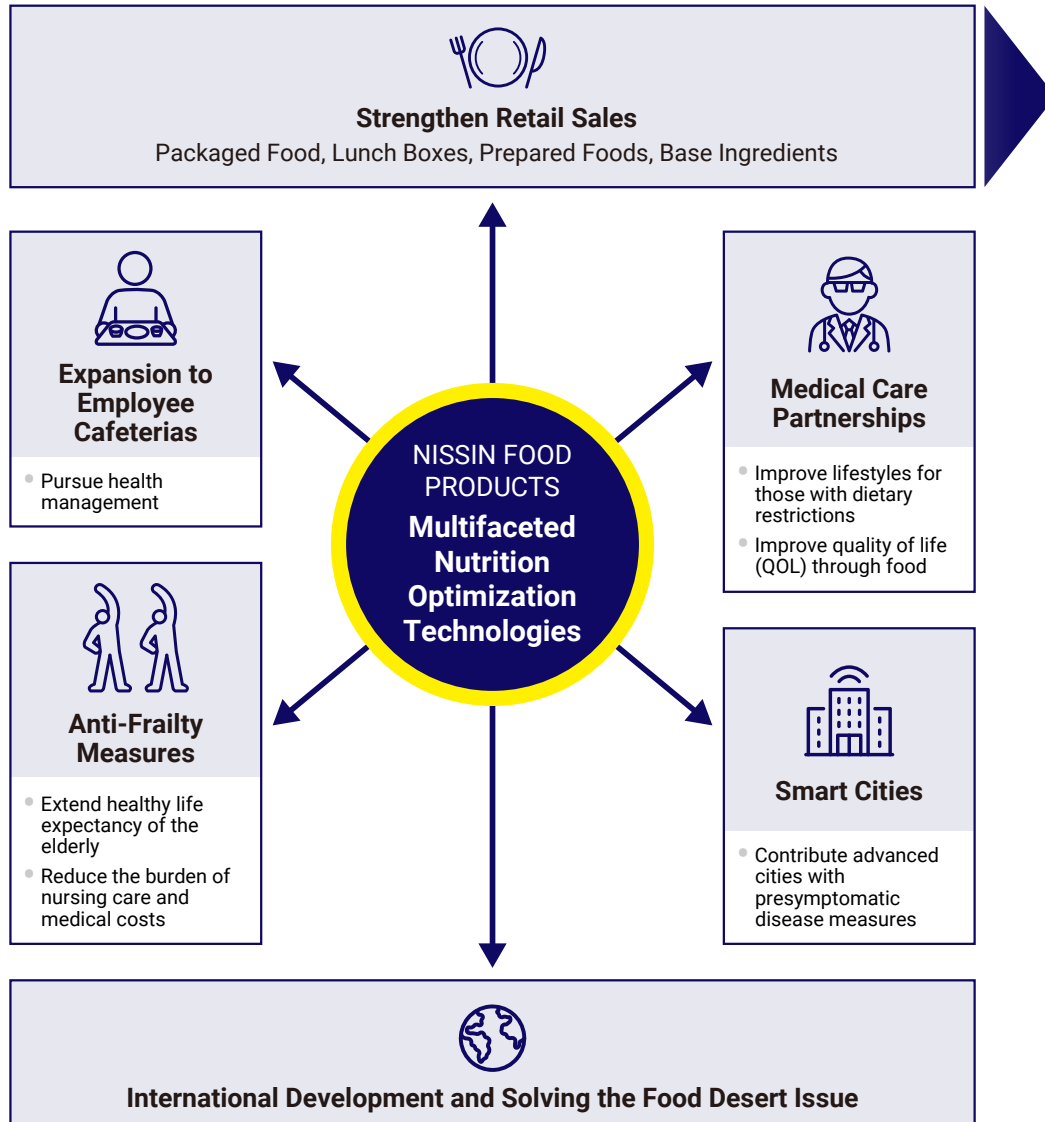 Strengthen Retail Sales
Packaged Food, Lunch Boxes, Prepared Foods, Base Ingredients
Expansion to
Employee
Cafeterias
• Pursue health
management
Medical Care
Partnerships
• Improve lifestyles for
those with dietary
restrictions
• Improve quality of life
(QOL) through food
NISSIN FOOD
PRODUCTS
Multifaceted
Nutrition
Optimization
Technologies
Anti-Frailty
Measures
• Extend healthy life
expectancy of the
elderly
• Reduce the burden of
nursing care and
medical costs
Smart Cities
• Contribute advanced
cities with
presymptomatic
disease measures
International Development and Solving the Food Desert Issue